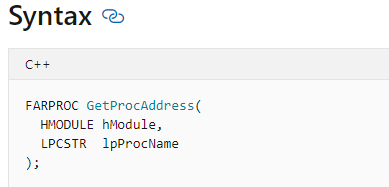 Syntax
C++
FARPROC GetProcAddress(
  HMODULE hModule,
  LPCSTR  lpProcName
);